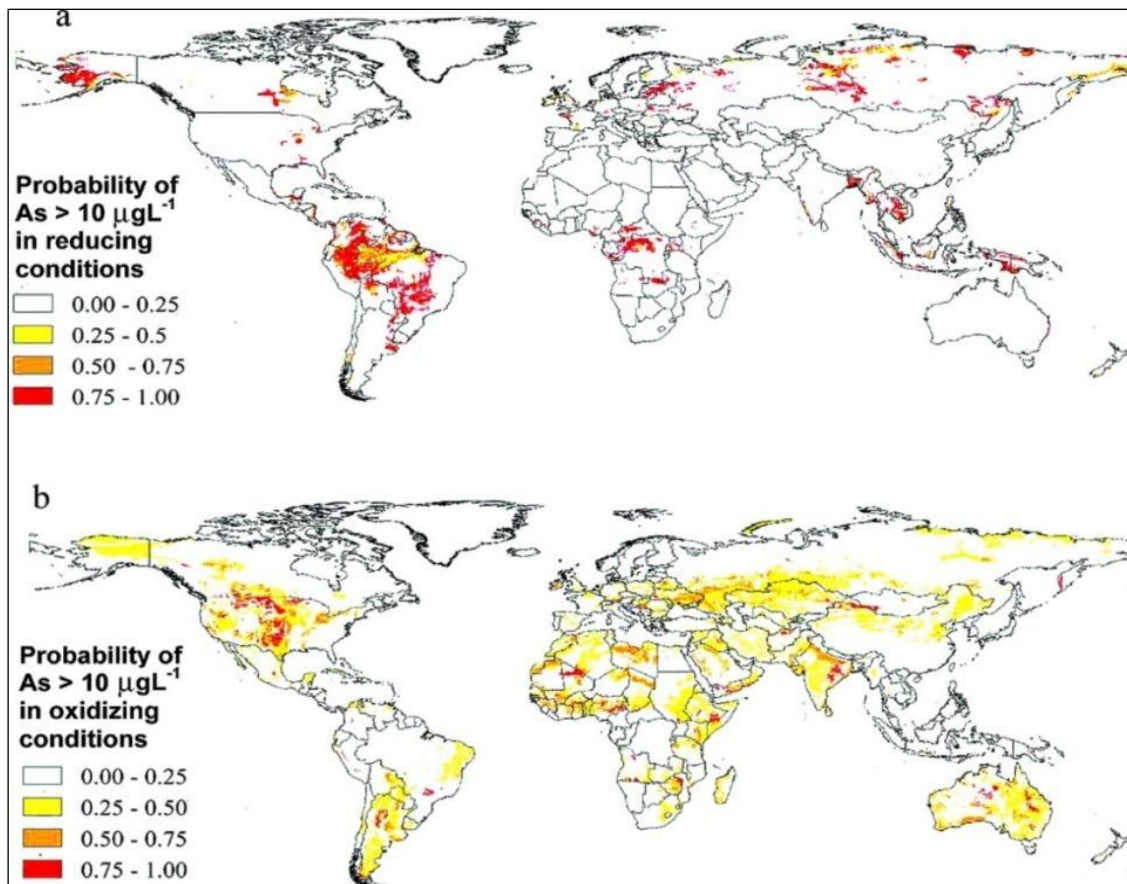 a
Probability of
As > 10 µgL⁻¹
in reducing
conditions
0.00 - 0.25
0.25 - 0.5
0.50 - 0.75
0.75 - 1.00
b
Probability of
As > 10 µgL⁻¹
in oxidizing
conditions
0.00 - 0.25
0.25 - 0.50
0.50 - 0.75
0.75 - 1.00